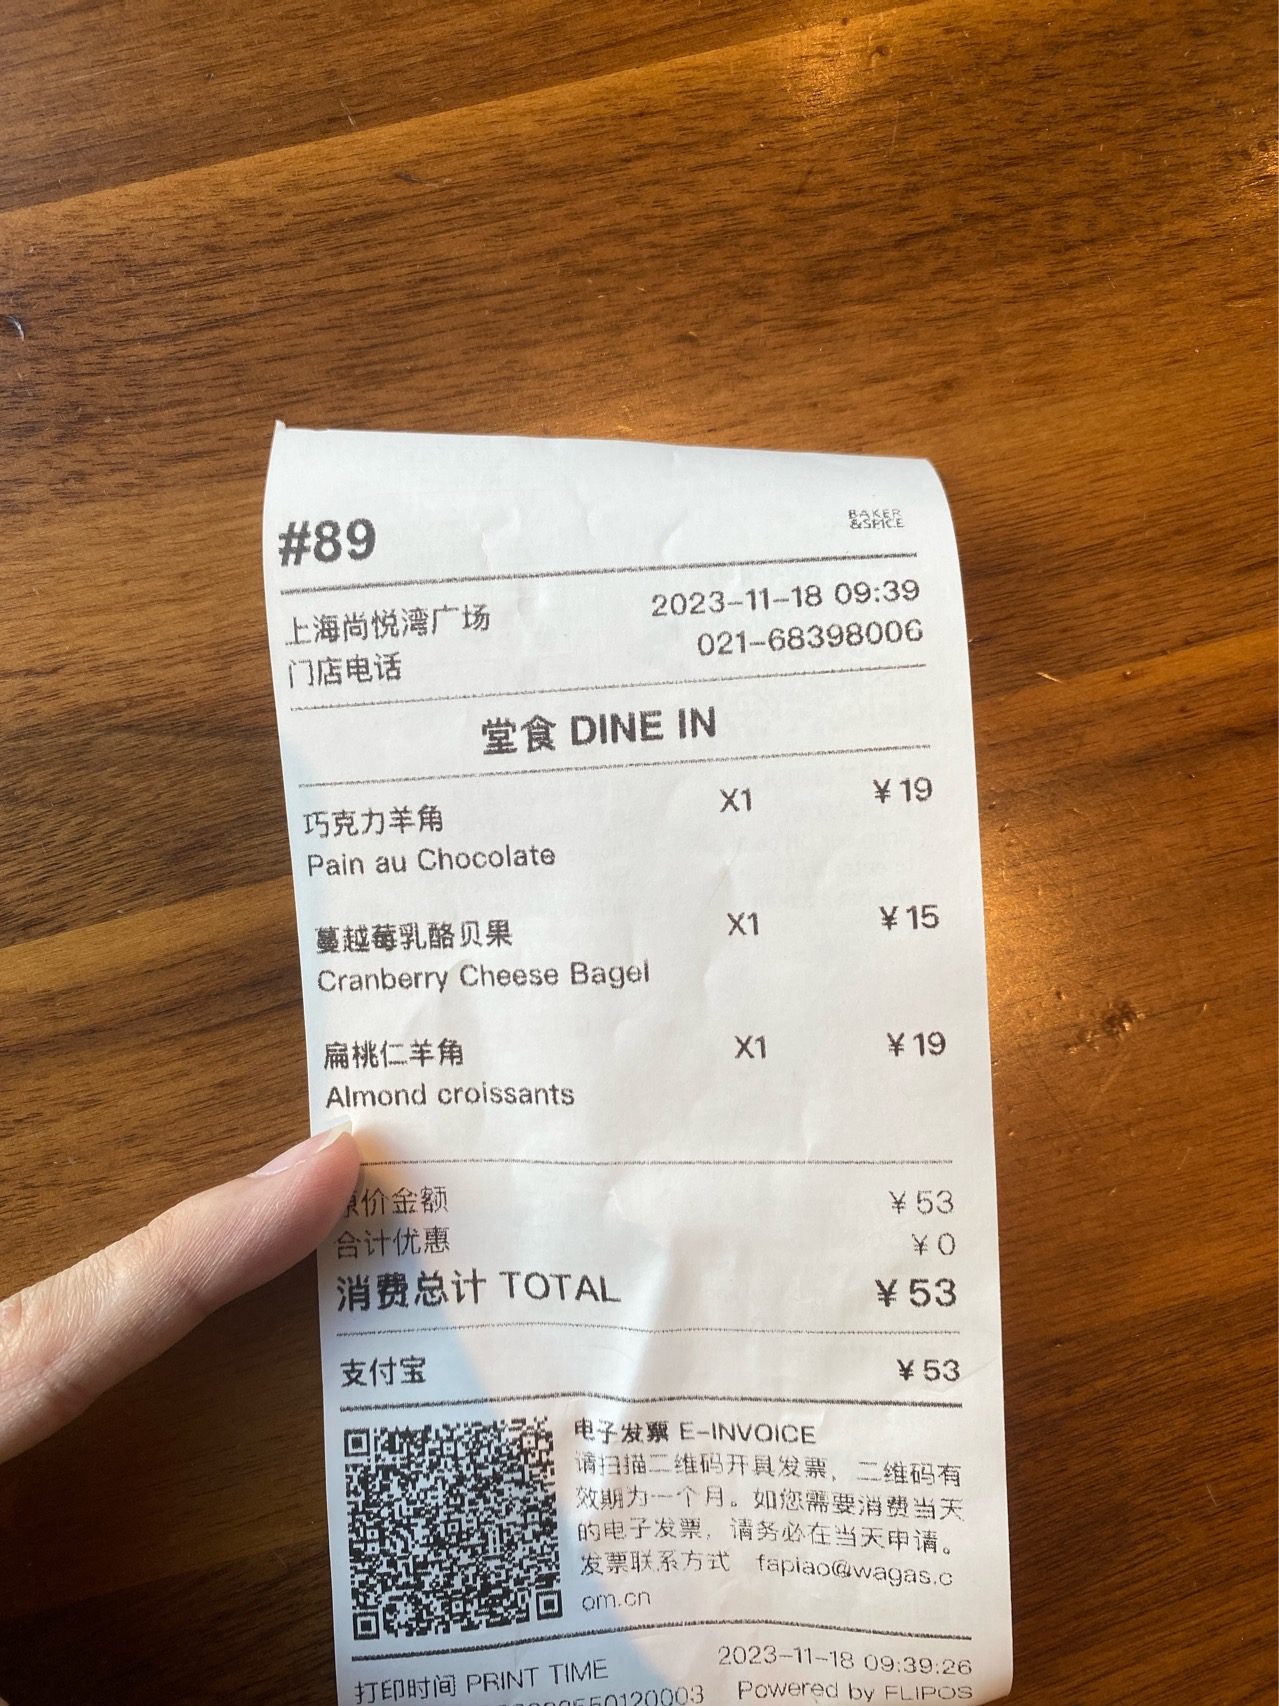 #89
BAKER
&SPICE
上海尚悦湾广场 2023-11-18 09:39
门店电话 021-68398006
堂食 DINE IN
巧克力羊角 X1 ¥19
Pain au Chocolate
蔓越莓乳酪贝果 X1 ¥15
Cranberry Cheese Bagel
扁桃仁羊角 X1 ¥19
Almond croissants
原价金额 ¥53
合计优惠 ¥0
消费总计 TOTAL ¥53
支付宝 ¥53
电子发票 E-INVOICE
请扫描二维码开具发票，二维码有
效期为一个月。如您需要消费当天
的电子发票，请务必在当天申请。
发票联系方式 fapiao@wagas.c
om.cn
打印时间 PRINT TIME 2023-11-18 09:39:26
Powered by FLIPOS